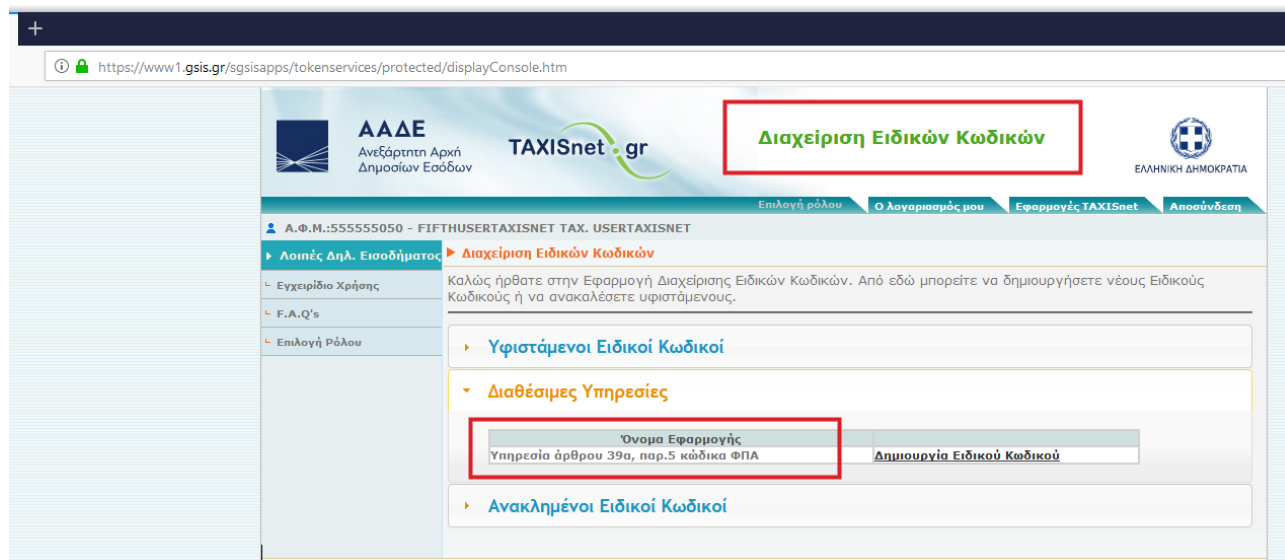 +
https://www1.gsis.gr/sgsisapps/tokenservices/protected/displayConsole.htm
ΑΑΔΕ
Ανεξάρτητη Αρχή
Δημοσίων Εσόδων
TAXISnet gr
Διαχείριση Ειδικών Κωδικών
ΕΛΛΗΝΙΚΗ ΔΗΜΟΚΡΑΤΙΑ
Επιλογή ρόλου Ο λογαριασμός μου Εφαρμογές TAXISnet Αποσύνδεση
Α.Φ.Μ.:555555050 - FIFTHUSERTAXISNET TAX. USERTAXISNET
Λοιπές Δηλ. Εισοδήματος
Εγχειρίδιο Χρήσης
F.A.Q's
Επιλογή Ρόλου
Διαχείριση Ειδικών Κωδικών
Καλώς ήρθατε στην Εφαρμογή Διαχείρισης Ειδικών Κωδικών. Από εδώ μπορείτε να δημιουργήσετε νέους Ειδικούς
Κωδικούς ή να ανακαλέσετε υφιστάμενους.
Υφιστάμενοι Ειδικοί Κωδικοί
Διαθέσιμες Υπηρεσίες
Όνομα Εφαρμογής
Υπηρεσία άρθρου 39α, παρ.5 κώδικα ΦΠΑ Δημιουργία Ειδικού Κωδικού
Ανακλημένοι Ειδικοί Κωδικοί